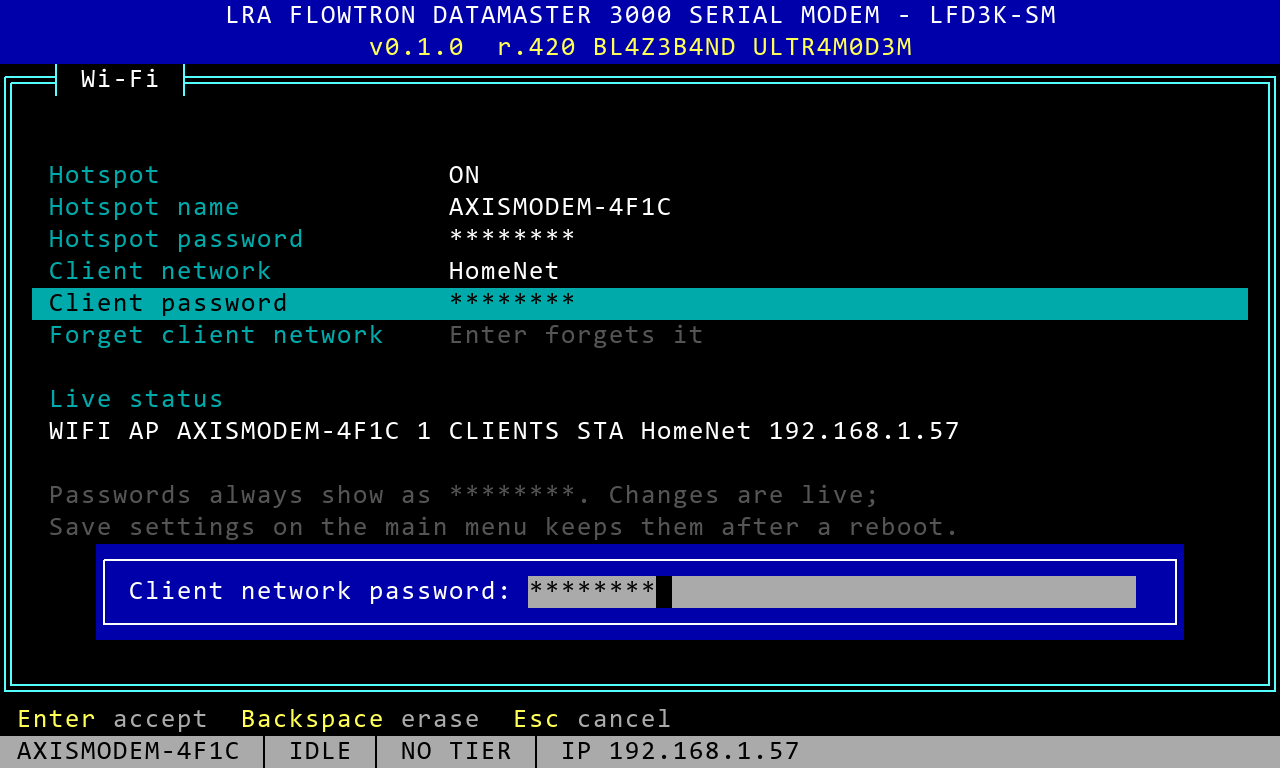 LRA FLOWTRON DATAMASTER 3000 SERIAL MODEM - LFD3K-SM
v0.1.0  r.420 BL4Z3B4ND ULTR4M0D3M
Wi-Fi
Hotspot ON
Hotspot name AXISMODEM-4F1C
Hotspot password ********
Client network HomeNet
Client password ********
Forget client network Enter forgets it
Live status
WIFI AP AXISMODEM-4F1C 1 CLIENTS STA HomeNet 192.168.1.57
Passwords always show as ********. Changes are live;
Save settings on the main menu keeps them after a reboot.
Client network password: ********
Enter accept  Backspace erase  Esc cancel
AXISMODEM-4F1C IDLE NO TIER IP 192.168.1.57